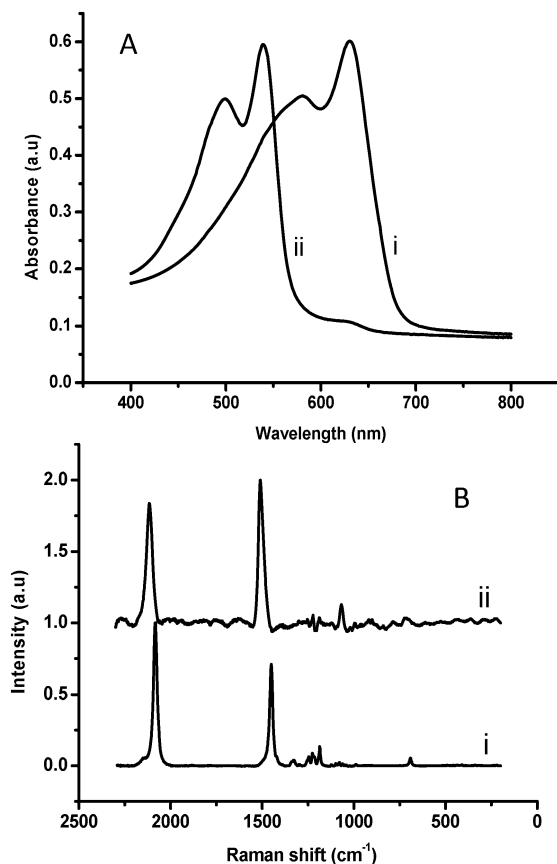 A
0.6
0.5
0.4
0.3
0.2
0.1
0.0
Absorbance (a.u)
ii
i
400 500 600 700 800
Wavelength (nm)
B
2.0
1.5
1.0
0.5
0.0
Intensity (a.u)
ii
i
2500 2000 1500 1000 500 0
Raman shift (cm⁻¹)